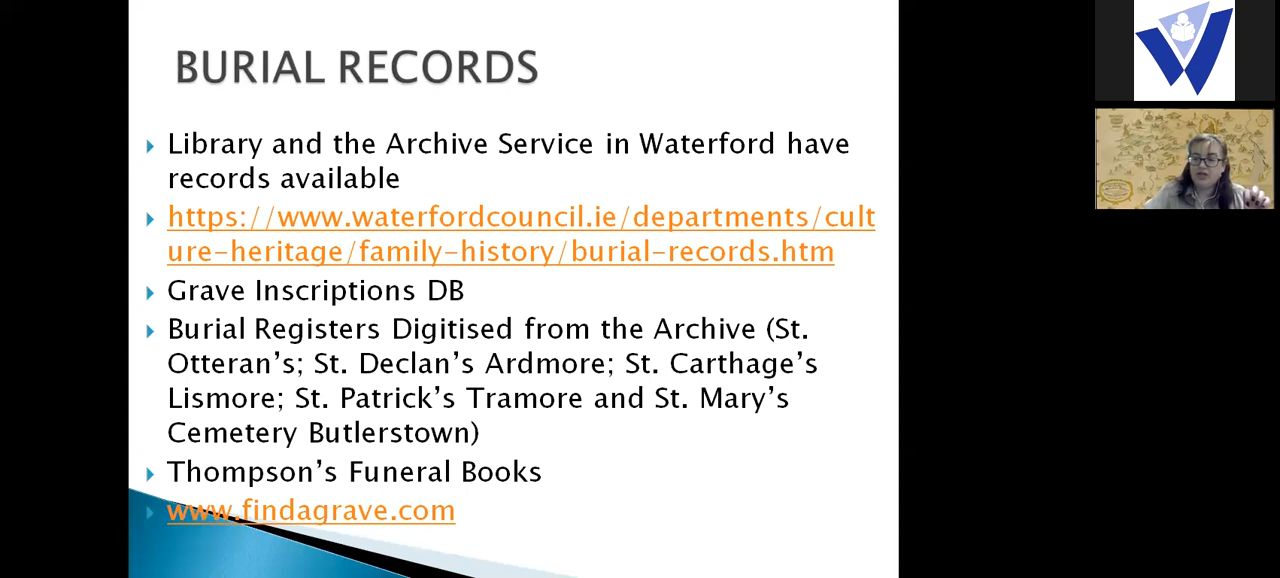 BURIAL RECORDS
Library and the Archive Service in Waterford have
records available
https://www.waterfordcouncil.ie/departments/cult
ure-heritage/family-history/burial-records.htm
Grave Inscriptions DB
Burial Registers Digitised from the Archive (St.
Otteran's; St. Declan's Ardmore; St. Carthage's
Lismore; St. Patrick's Tramore and St. Mary's
Cemetery Butlerstown)
Thompson's Funeral Books
www.findagrave.com